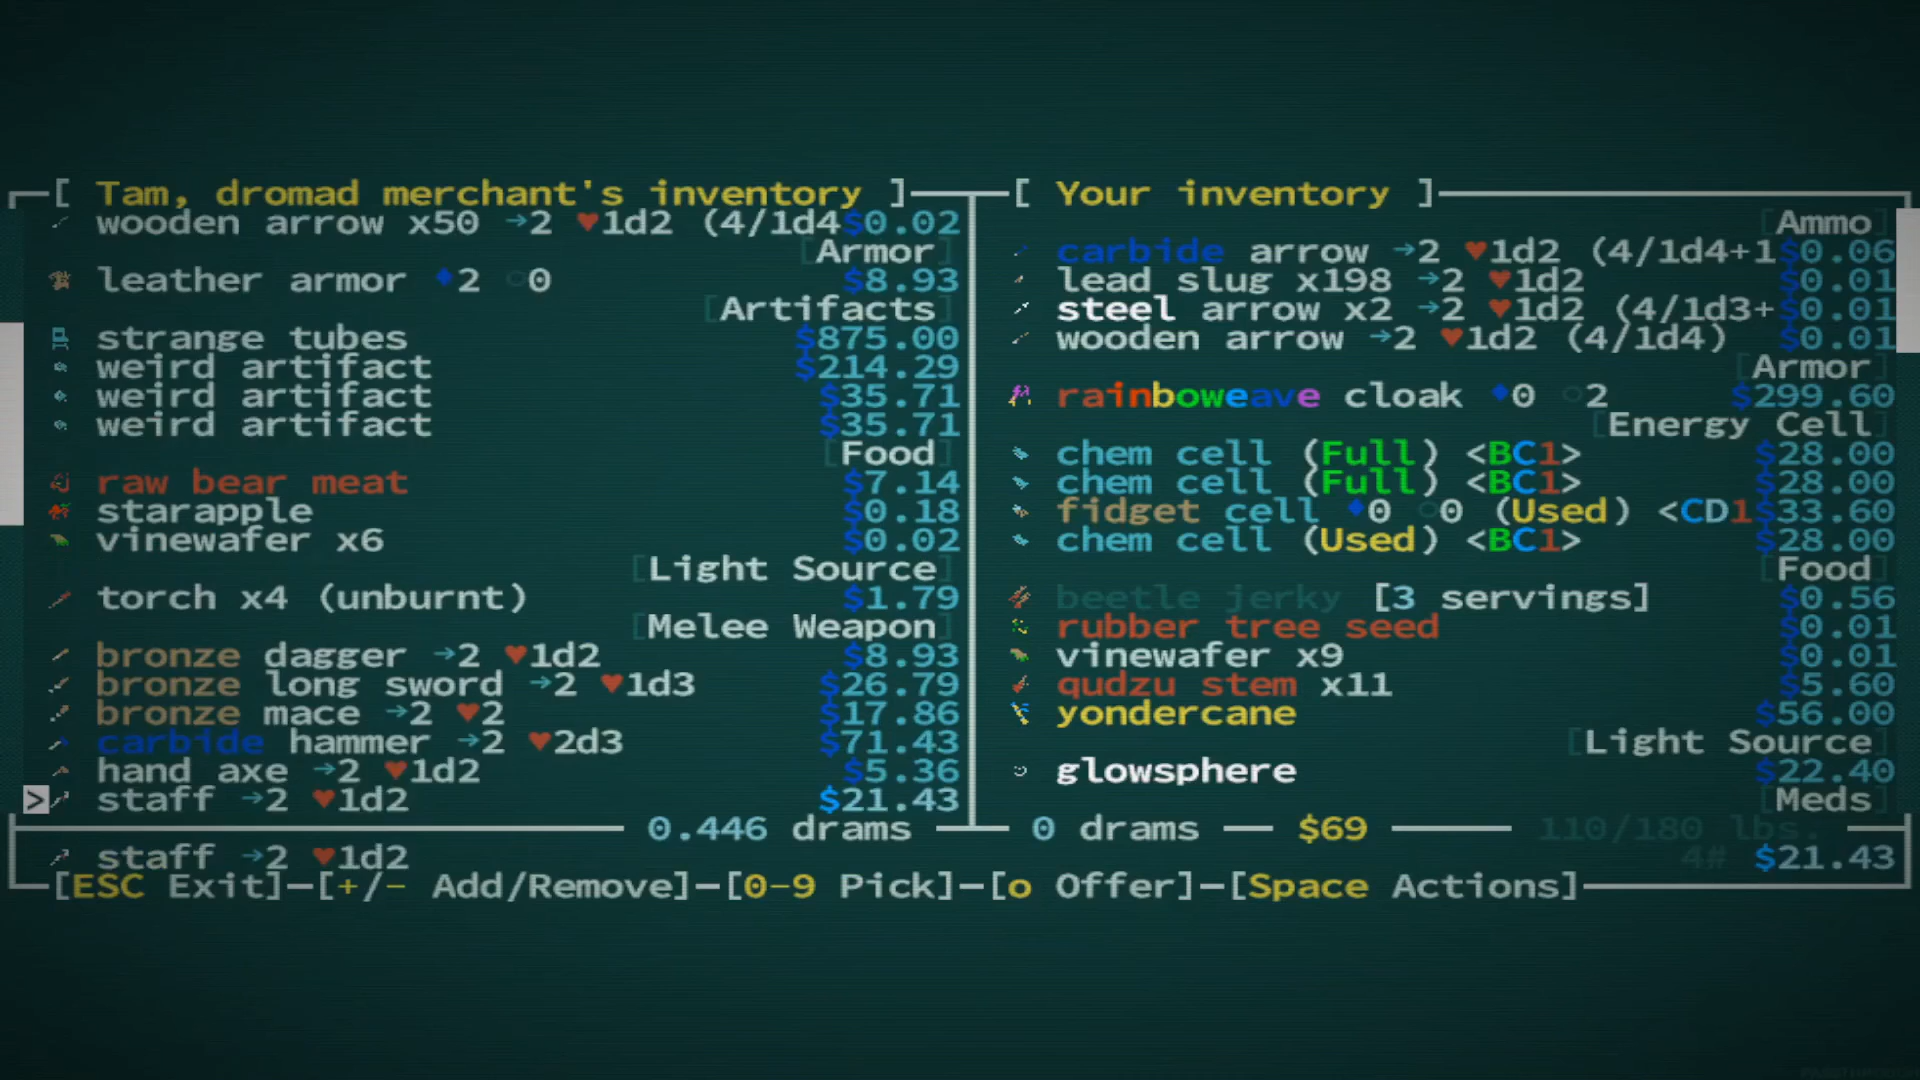 [ Tam, dromad merchant's inventory ]
wooden arrow x50 →2 ♥1d2 (4/1d4 $0.02
[Armor]
leather armor ♦2 ○0 $8.93
[Artifacts]
strange tubes $875.00
weird artifact $214.29
weird artifact $35.71
weird artifact $35.71
[Food]
raw bear meat $7.14
starapple $0.18
vinewafer x6 $0.02
[Light Source]
torch x4 (unburnt) $1.79
[Melee Weapon]
bronze dagger →2 ♥1d2 $8.93
bronze long sword →2 ♥1d3 $26.79
bronze mace →2 ♥2 $17.86
carbide hammer →2 ♥2d3 $71.43
hand axe →2 ♥1d2 $5.36
> staff →2 ♥1d2 $21.43
0.446 drams
[ Your inventory ]
[Ammo]
carbide arrow →2 ♥1d2 (4/1d4+1 $0.06
lead slug x198 →2 ♥1d2 $0.01
steel arrow x2 →2 ♥1d2 (4/1d3+ $0.01
wooden arrow →2 ♥1d2 (4/1d4) $0.01
[Armor]
rainboweave cloak ♦0 ○2 $299.60
[Energy Cell]
chem cell (Full) <BC1> $28.00
chem cell (Full) <BC1> $28.00
fidget cell ♦0 ○0 (Used) <CD1 $33.60
chem cell (Used) <BC1> $28.00
[Food]
beetle jerky [3 servings] $0.56
rubber tree seed $0.01
vinewafer x9 $0.01
qudzu stem x11 $5.60
yondercane $56.00
[Light Source]
glowsphere $22.40
[Meds]
0 drams — $69 110/180 lbs.
staff →2 ♥1d2 4# $21.43
[ESC Exit]—[+/- Add/Remove]—[0-9 Pick]—[o Offer]—[Space Actions]